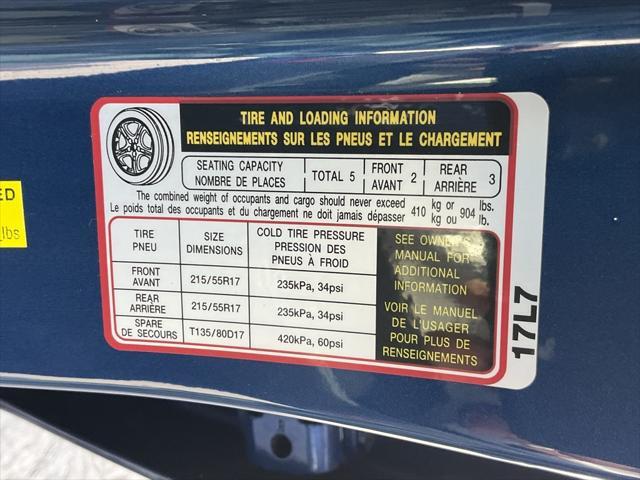 TIRE AND LOADING INFORMATION
RENSEIGNEMENTS SUR LES PNEUS ET LE CHARGEMENT
SEATING CAPACITY
NOMBRE DE PLACES
TOTAL 5
FRONT
AVANT 2
REAR
ARRIÈRE 3
The combined weight of occupants and cargo should never exceed 410 kg or 904 lbs.
Le poids total des occupants et du chargement ne doit jamais dépasser 410 kg ou 904 lb.
TIRE
PNEU
SIZE
DIMENSIONS
COLD TIRE PRESSURE
PRESSION DES
PNEUS À FROID
FRONT
AVANT
215/55R17
235kPa, 34psi
REAR
ARRIÈRE
215/55R17
235kPa, 34psi
SPARE
DE SECOURS
T135/80D17
420kPa, 60psi
SEE OWNER'S
MANUAL FOR
ADDITIONAL
INFORMATION
VOIR LE MANUEL
DE L'USAGER
POUR PLUS DE
RENSEIGNEMENTS
17L7
lbs